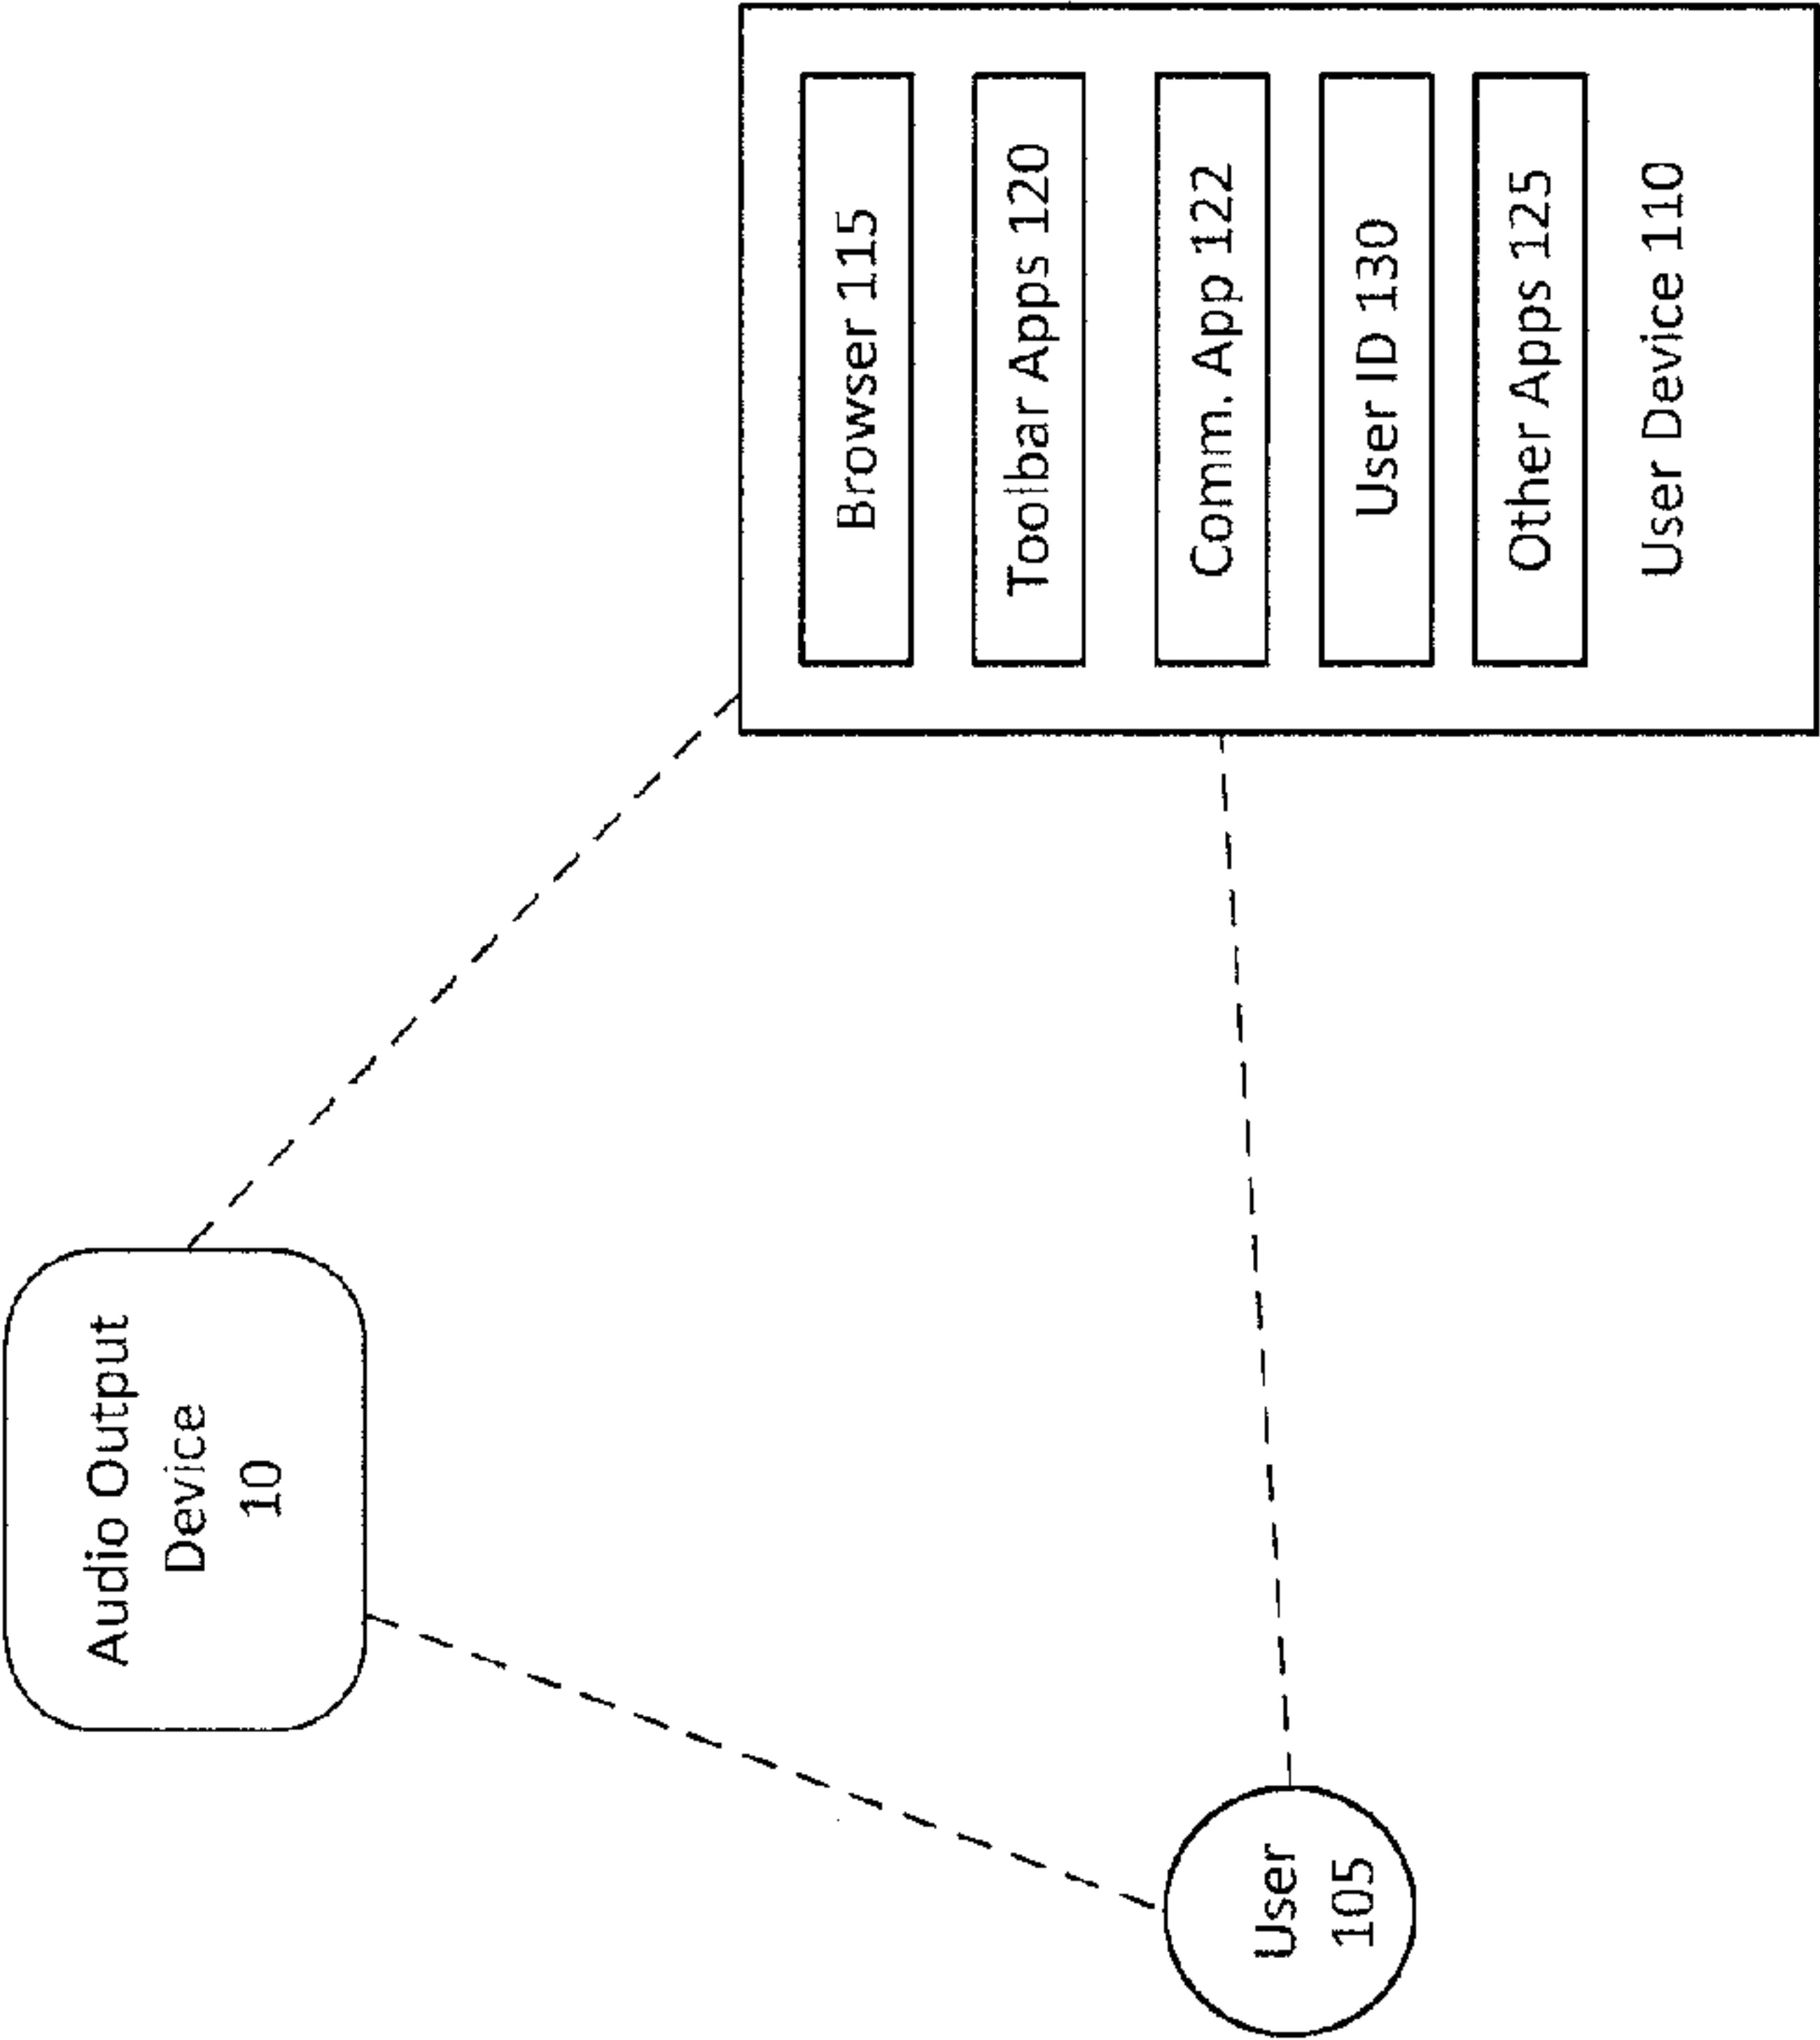 Audio Output
Device
10
User
105
Browser 115
Toolbar Apps 120
Comm. App 122
User ID 130
Other Apps 125
User Device 110